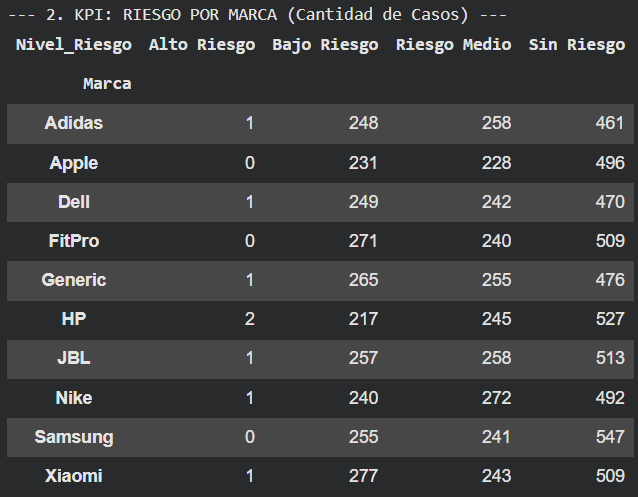 --- 2. KPI: RIESGO POR MARCA (Cantidad de Casos) ---
Nivel_Riesgo Alto Riesgo Bajo Riesgo Riesgo Medio Sin Riesgo
Marca
Adidas 1 248 258 461
Apple 0 231 228 496
Dell 1 249 242 470
FitPro 0 271 240 509
Generic 1 265 255 476
HP 2 217 245 527
JBL 1 257 258 513
Nike 1 240 272 492
Samsung 0 255 241 547
Xiaomi 1 277 243 509